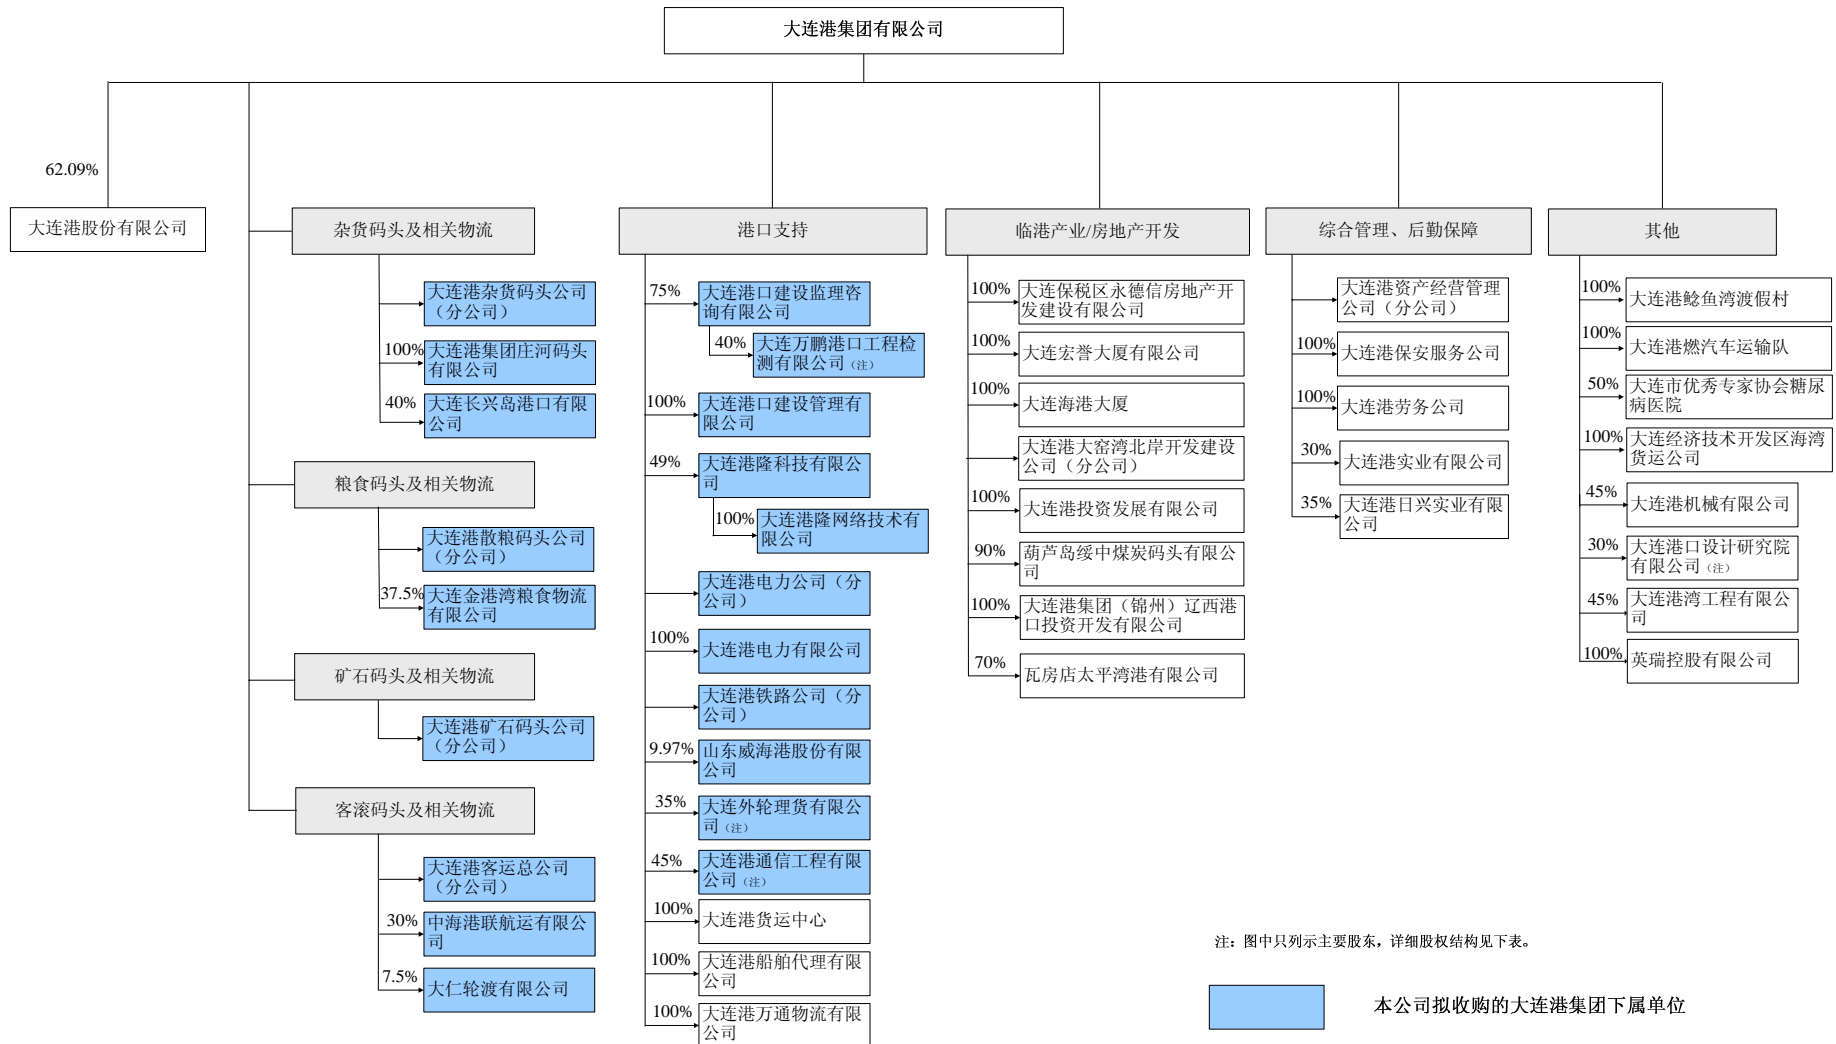 大连港集团有限公司
62.09%
大连港股份有限公司
杂货码头及相关物流
大连港杂货码头公司
（分公司）
100%
大连港集团庄河码头
有限公司
40%
大连长兴岛港口有限
公司
粮食码头及相关物流
大连港散粮码头公司
（分公司）
37.5%
大连金港湾粮食物流
有限公司
矿石码头及相关物流
大连港矿石码头公司
（分公司）
客滚码头及相关物流
大连港客运总公司
（分公司）
30%
中海港联航运有限公
司
7.5%
大仁轮渡有限公司
港口支持
75%
大连港口建设监理咨
询有限公司
40%
大连万鹏港口工程检
测有限公司（注）
100%
大连港口建设管理有
限公司
49%
大连港隆科技有限公
司
100%
大连港隆网络技术有
限公司
大连港电力公司（分
公司）
100%
大连港电力有限公司
大连港铁路公司（分
公司）
9.97%
山东威海港股份有限
公司
35%
大连外轮理货有限公
司（注）
45%
大连港通信工程有限
公司（注）
100%
大连港货运中心
100%
大连港船舶代理有限
公司
100%
大连港万通物流有限
公司
临港产业/房地产开发
100%
大连保税区永德信房地产开
发建设有限公司
100%
大连宏誉大厦有限公司
100%
大连海港大厦
大连港大窑湾北岸开发建设
公司（分公司）
100%
大连港投资发展有限公司
90%
葫芦岛绥中煤炭码头有限公
司
100%
大连港集团（锦州）辽西港
口投资开发有限公司
70%
瓦房店太平湾港有限公司
综合管理、后勤保障
大连港资产经营管理
公司（分公司）
100%
大连港保安服务公司
100%
大连港劳务公司
30%
大连港实业有限公司
35%
大连港日兴实业有限
公司
其他
100%
大连港鲶鱼湾渡假村
100%
大连港燃汽车运输队
50%
大连市优秀专家协会糖尿
病医院
100%
大连经济技术开发区海湾
货运公司
45%
大连港机械有限公司
30%
大连港口设计研究院
有限公司（注）
45%
大连港湾工程有限公
司
100%
英瑞控股有限公司
注：图中只列示主要股东，详细股权结构见下表。
本公司拟收购的大连港集团下属单位